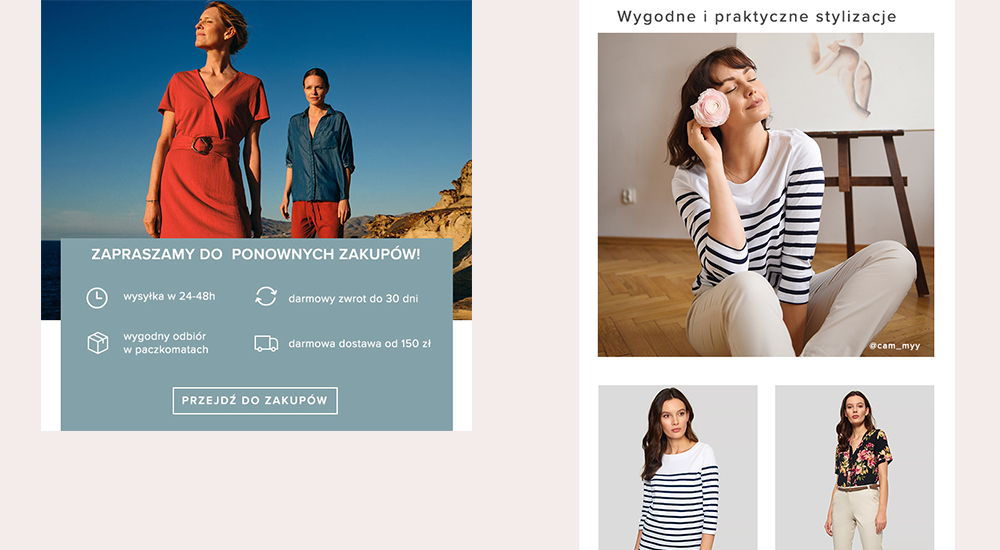 ZAPRASZAMY DO PONOWNYCH ZAKUPÓW!
wysyłka w 24-48h
darmowy zwrot do 30 dni
wygodny odbiór
w paczkomatach
darmowa dostawa od 150 zł
PRZEJDŹ DO ZAKUPÓW
Wygodne i praktyczne stylizacje
@cam_myy